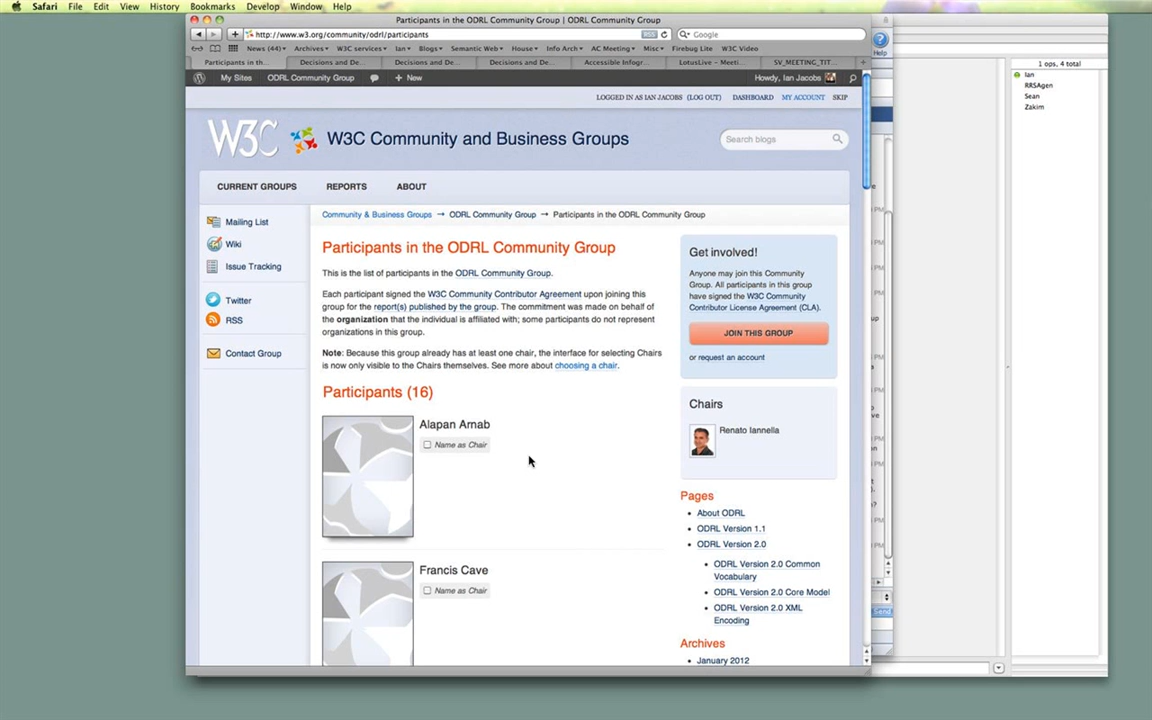 Safari File Edit View History Bookmarks Develop Window Help
Participants in the ODRL Community Group | ODRL Community Group
http://www.w3.org/community/odrl/participants
RSS
Google
News (44) Archives W3C services Ian Blogs Semantic Web House Info Arch AC Meeting Misc Firebug Lite W3C Video
Help
Participants in th... Decisions and De... Decisions and De... Decisions and De... Accessible Infogr... LotusLive – Meeti... SV_MEETING_TIT...
1 ops, 4 total
Ian
RRSAgen
Sean
Zakim
My Sites ODRL Community Group + New Howdy, Ian Jacobs
LOGGED IN AS IAN JACOBS (LOG OUT) DASHBOARD MY ACCOUNT SKIP
W3C W3C Community and Business Groups
Search blogs
CURRENT GROUPS REPORTS ABOUT
Mailing List
Wiki
Issue Tracking
Twitter
RSS
Contact Group
Community & Business Groups → ODRL Community Group → Participants in the ODRL Community Group
Participants in the ODRL Community Group
This is the list of participants in the ODRL Community Group.
Each participant signed the W3C Community Contributor Agreement upon joining this
group for the report(s) published by the group. The commitment was made on behalf of
the organization that the individual is affiliated with; some participants do not represent
organizations in this group.
Note: Because this group already has at least one chair, the interface for selecting Chairs
is now only visible to the Chairs themselves. See more about choosing a chair.
Participants (16)
Alapan Arnab
Name as Chair
Francis Cave
Name as Chair
Get involved!
Anyone may join this Community
Group. All participants in this group
have signed the W3C Community
Contributor License Agreement (CLA).
JOIN THIS GROUP
or request an account
Chairs
Renato Iannella
Pages
About ODRL
ODRL Version 1.1
ODRL Version 2.0
ODRL Version 2.0 Common
Vocabulary
ODRL Version 2.0 Core Model
ODRL Version 2.0 XML
Encoding
Archives
January 2012
Send